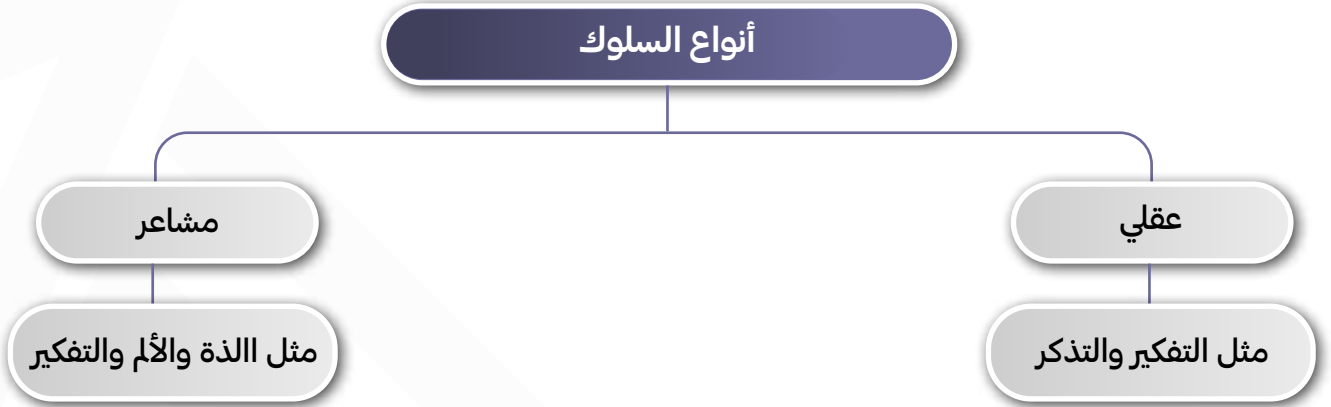 أنواع السلوك
عقلي
مشاعر
مثل التفكير والتذكر
مثل االذة والألم والتفكير